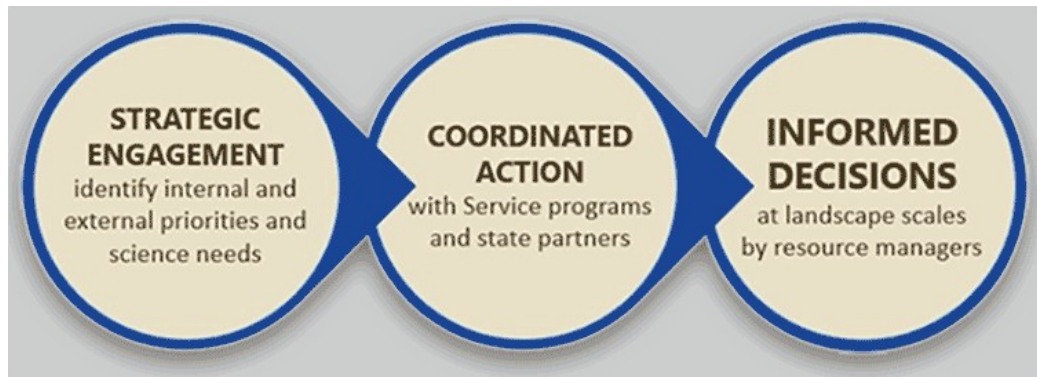 STRATEGIC
ENGAGEMENT
identify internal and
external priorities and
science needs
COORDINATED
ACTION
with Service programs
and state partners
INFORMED
DECISIONS
at landscape scales
by resource managers